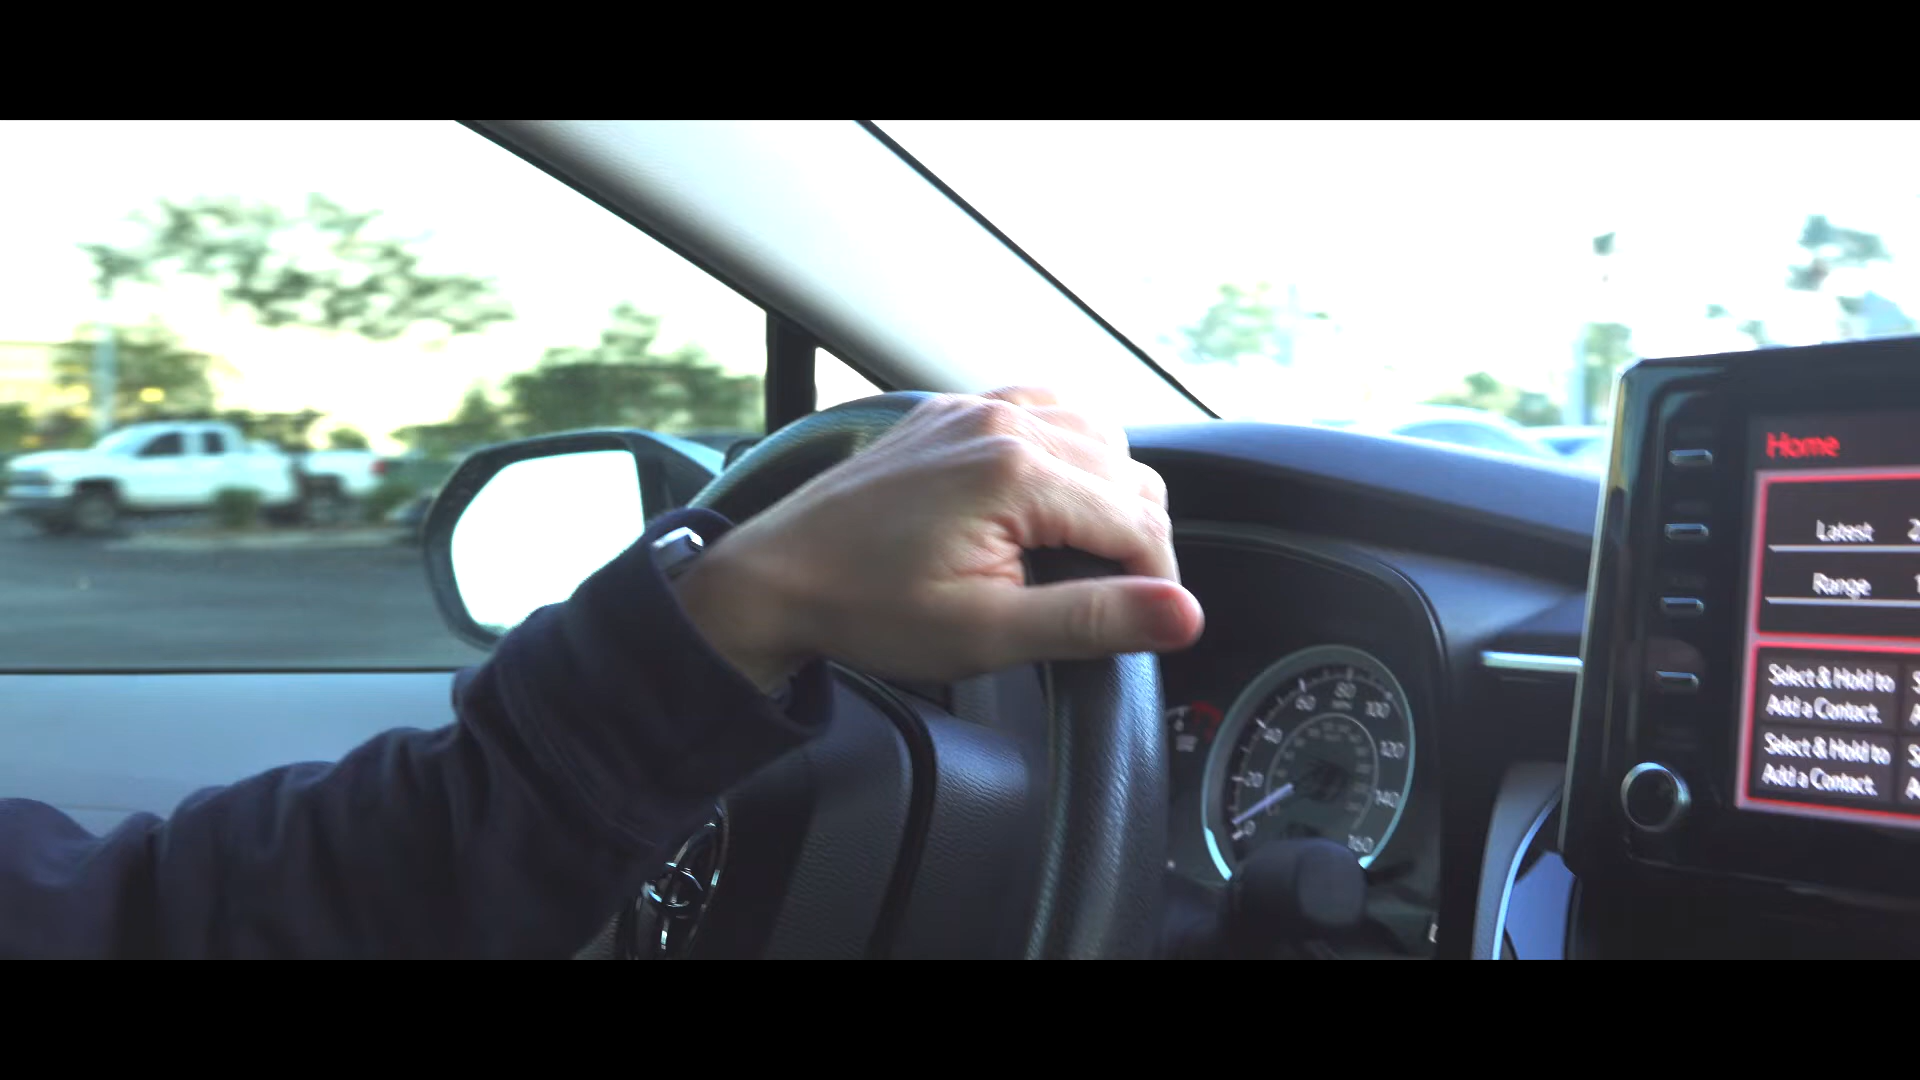 Home
Latest
Range
Select & Hold to
Add a Contact.
Select & Hold to
Add a Contact.
0
20
40
60
80
100
120
140
160